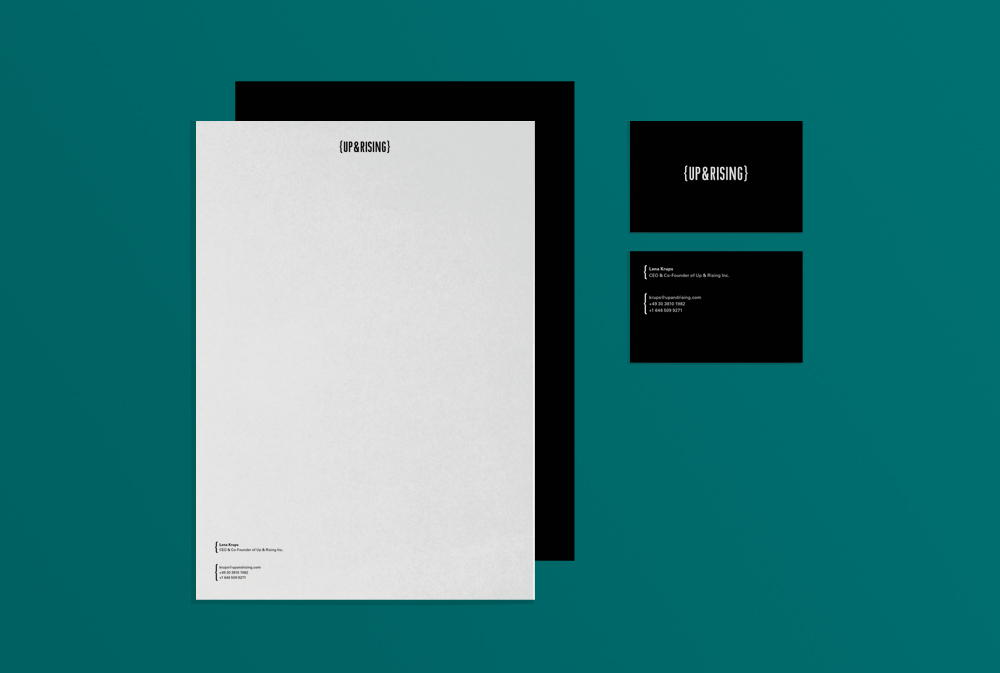 {UP&RISING}
Lena Krups
CEO & Co-Founder of Up & Rising Inc.
krups@upandrising.com
+49 30 3810 1982
+1 646 509 9271
{UP&RISING}
Lena Krups
CEO & Co-Founder of Up & Rising Inc.
krups@upandrising.com
+49 30 3810 1982
+1 646 509 9271